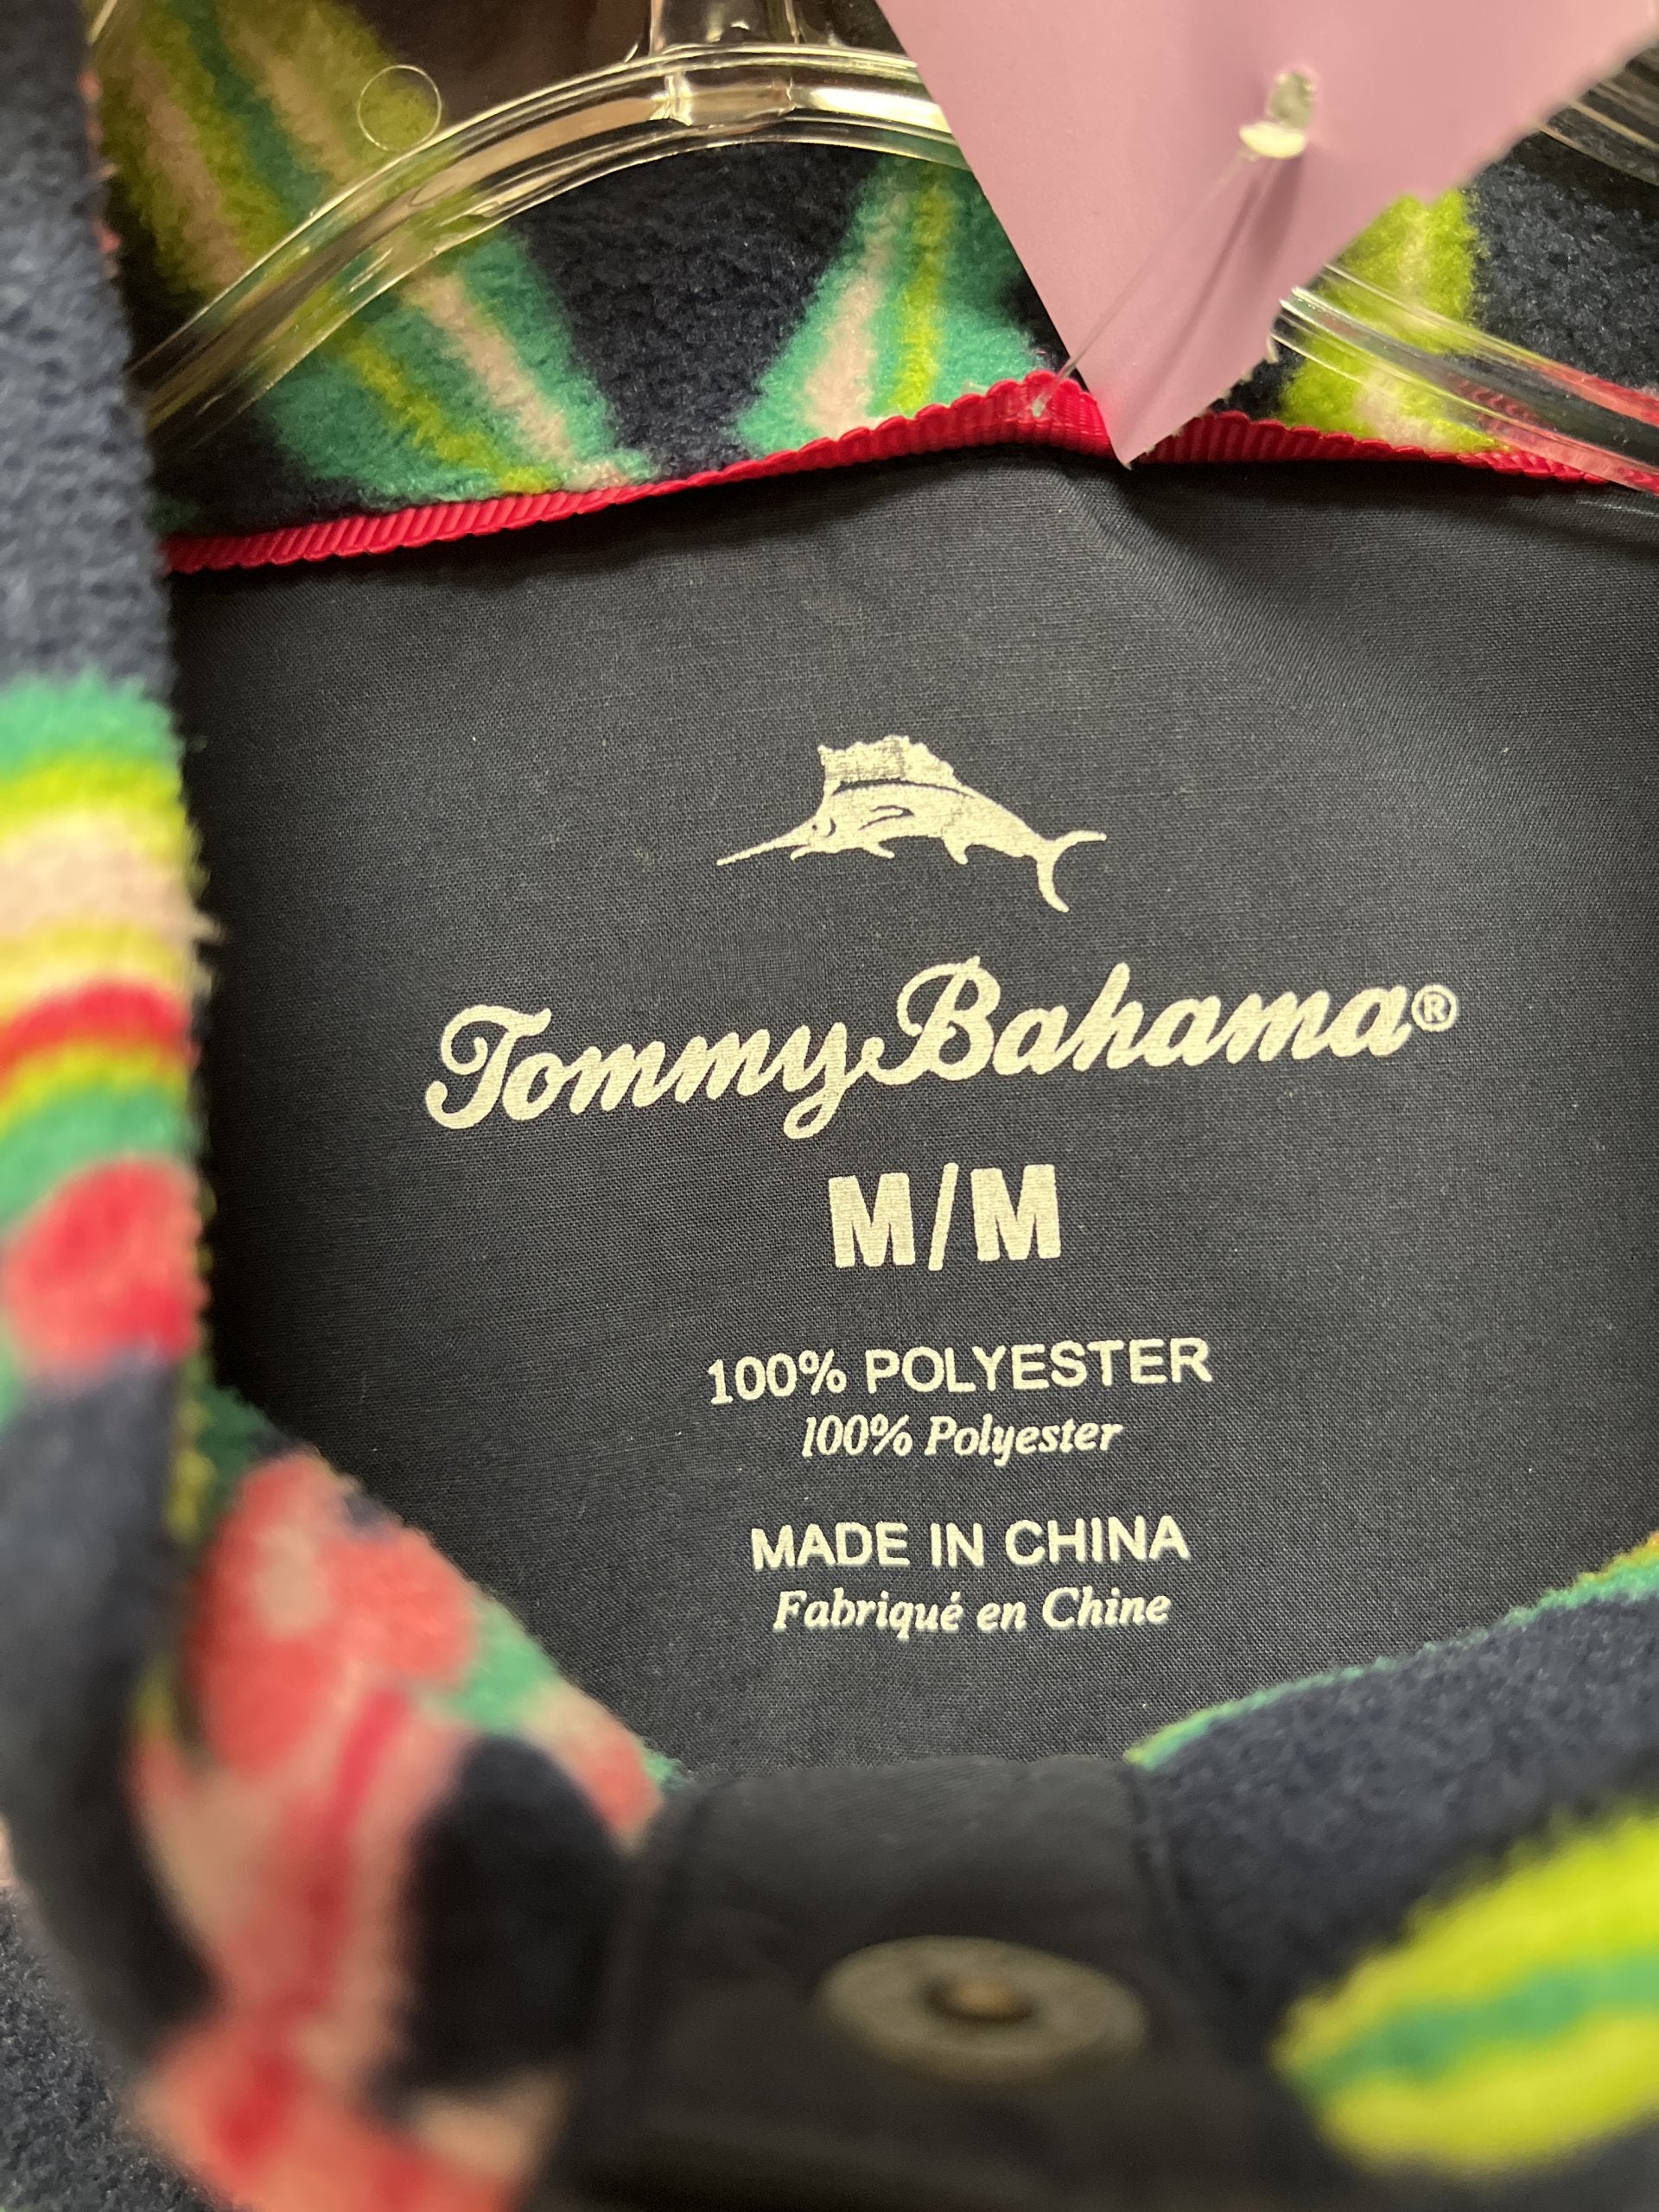 Tommy Bahama®
M/M
100% POLYESTER
100% Polyester
MADE IN CHINA
Fabriqué en Chine